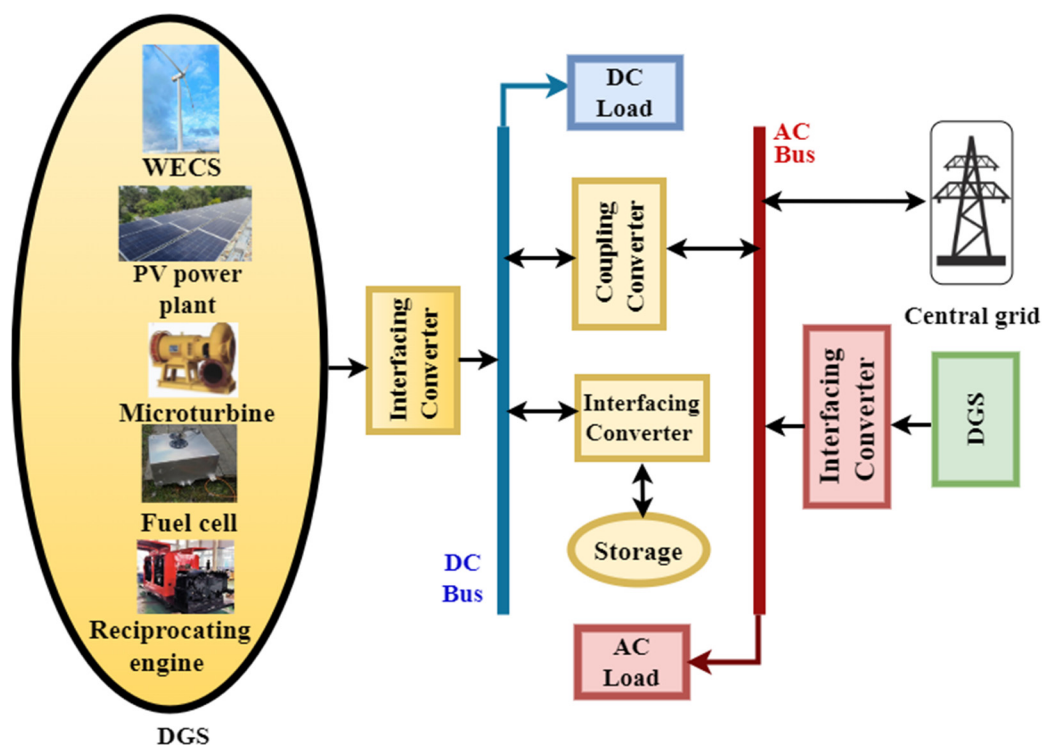 WECS
PV power
plant
Microturbine
Fuel cell
Reciprocating
engine
DGS
Interfacing
Converter
DC
Bus
DC
Load
Coupling
Converter
Interfacing
Converter
Storage
AC
Load
AC
Bus
Central grid
Interfacing
Converter
DGS